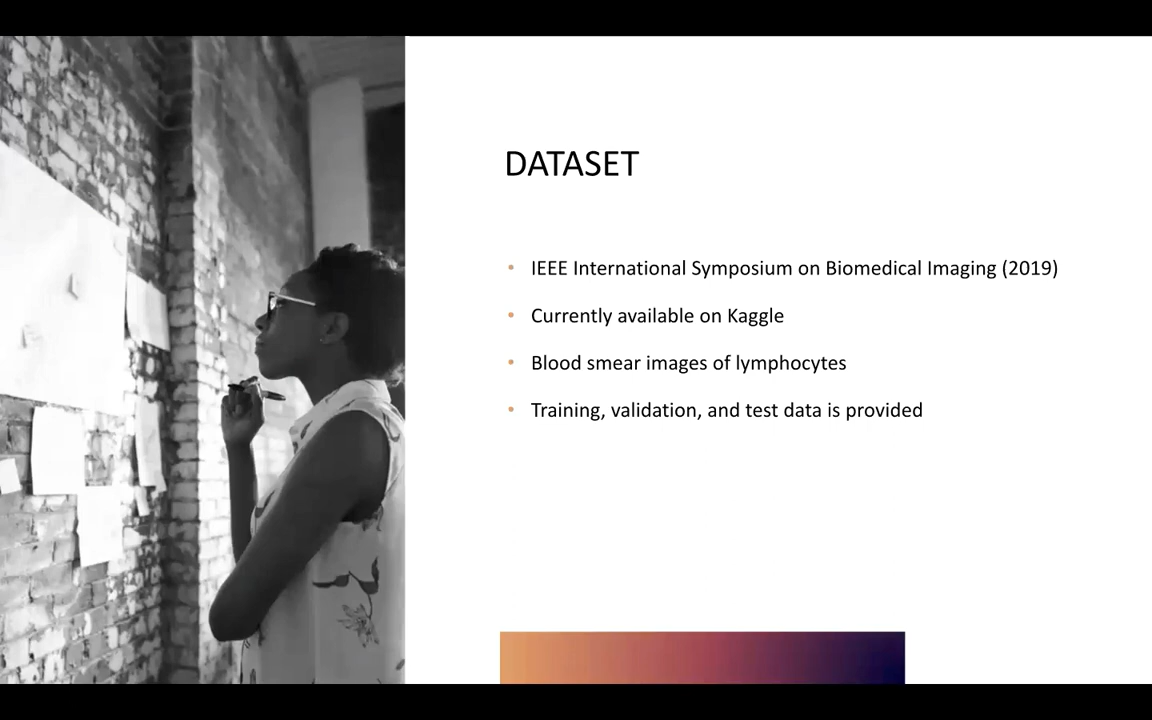 DATASET
• IEEE International Symposium on Biomedical Imaging (2019)
• Currently available on Kaggle
• Blood smear images of lymphocytes
• Training, validation, and test data is provided